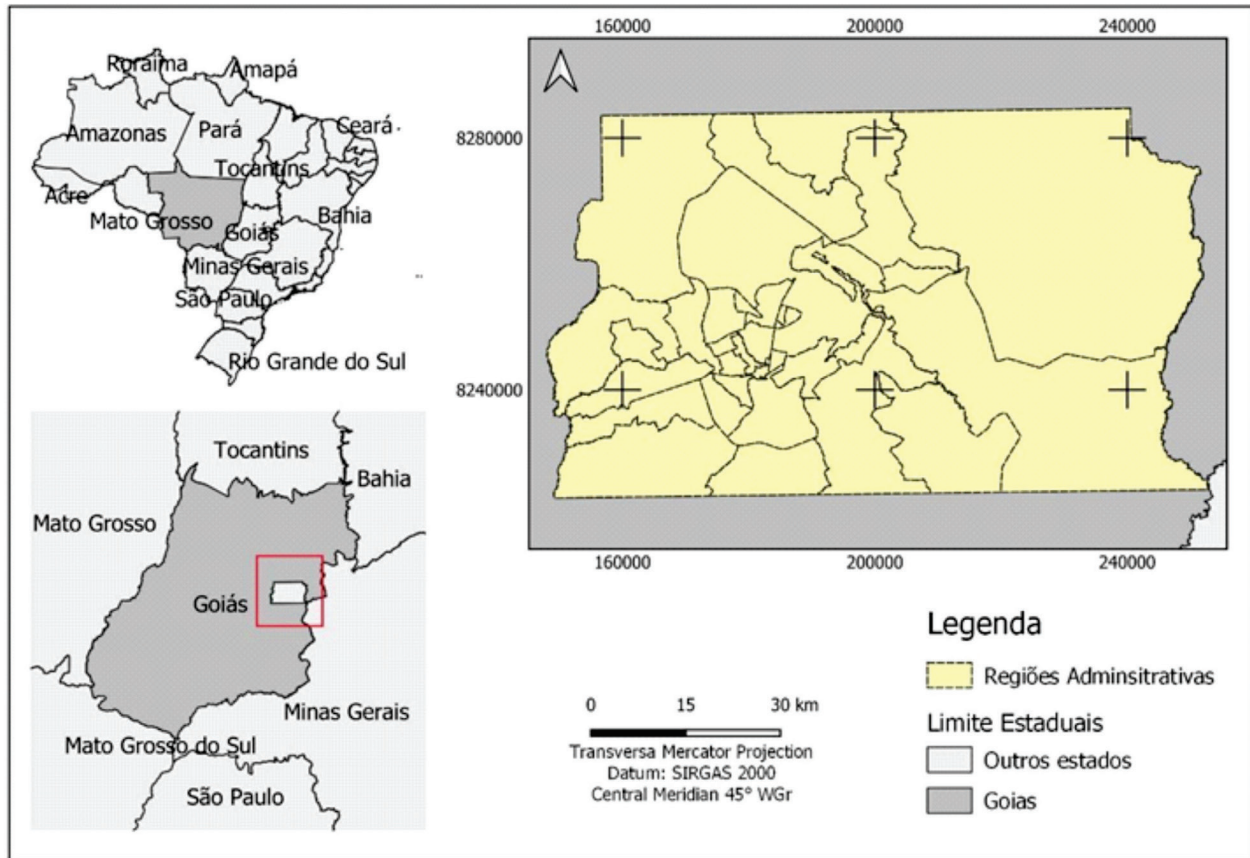 Roraima
Amapá
Amazonas
Pará
Ceará
Tocantins
Acre
Mato Grosso
Bahia
Goiás
Minas Gerais
São Paulo
Rio Grande do Sul
160000 200000 240000
8280000
8240000
160000 200000 240000
Tocantins
Bahia
Mato Grosso
Goiás
Minas Gerais
Mato Grosso do Sul
São Paulo
0 15 30 km
Transversa Mercator Projection
Datum: SIRGAS 2000
Central Meridian 45° WGr
Legenda
Regiões Adminsitrativas
Limite Estaduais
Outros estados
Goias